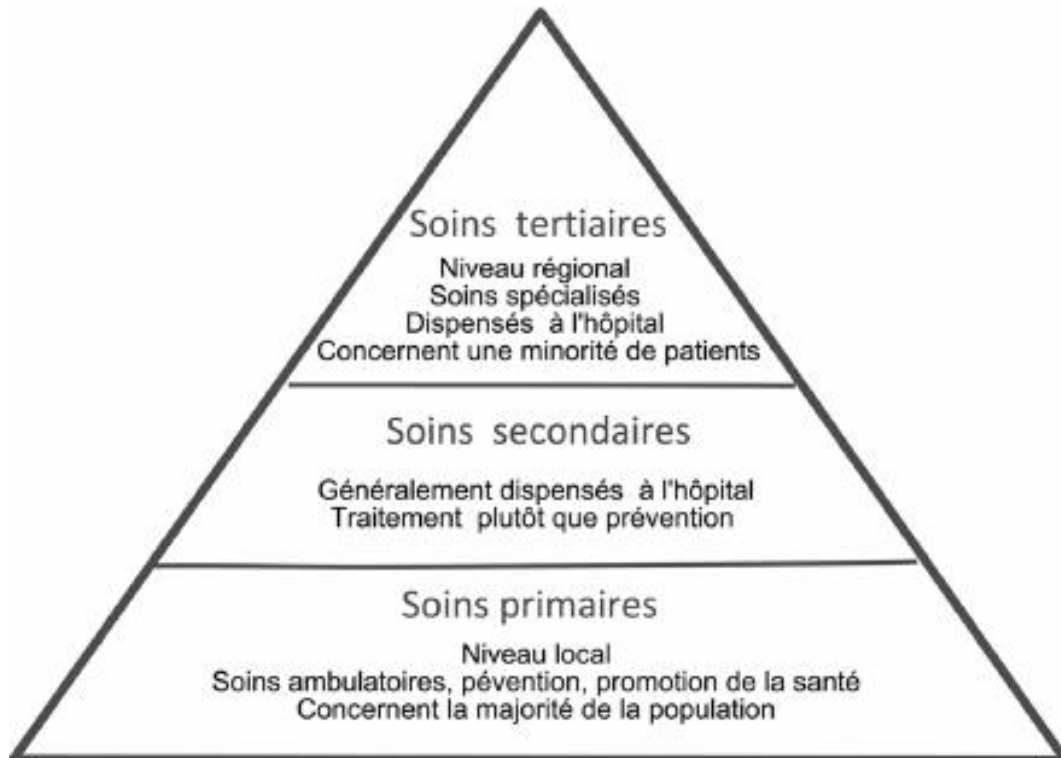 Soins tertiaires
Niveau régional
Soins spécialisés
Dispensés à l'hôpital
Concernent une minorité de patients
Soins secondaires
Généralement dispensés à l'hôpital
Traitement plutôt que prévention
Soins primaires
Niveau local
Soins ambulatoires, pévention, promotion de la santé
Concernent la majorité de la population